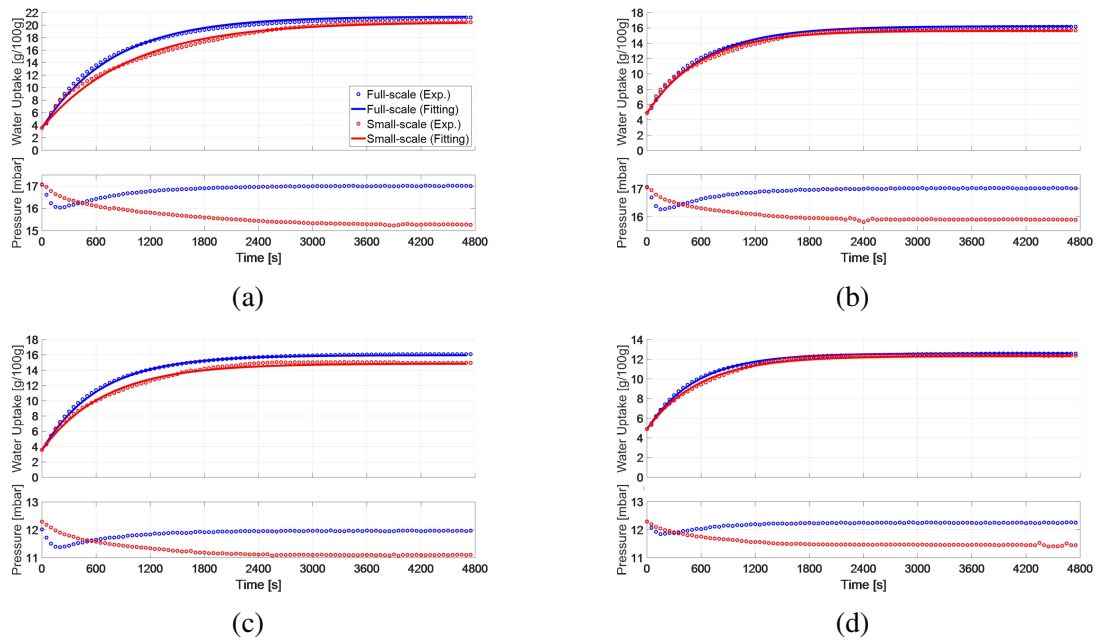 22
20
18
16
14
12
10
8
6
4
2
0
Water Uptake [g/100g]
Full-scale (Exp.)
Full-scale (Fitting)
Small-scale (Exp.)
Small-scale (Fitting)
17
16
15
Pressure [mbar]
0 600 1200 1800 2400 3000 3600 4200 4800
Time [s]
(a)
18
16
14
12
10
8
6
4
2
0
Water Uptake [g/100g]
17
16
Pressure [mbar]
0 600 1200 1800 2400 3000 3600 4200 4800
Time [s]
(b)
18
16
14
12
10
8
6
4
2
0
Water Uptake [g/100g]
13
12
11
Pressure [mbar]
0 600 1200 1800 2400 3000 3600 4200 4800
Time [s]
(c)
14
12
10
8
6
4
2
0
Water Uptake [g/100g]
13
12
11
Pressure [mbar]
0 600 1200 1800 2400 3000 3600 4200 4800
Time [s]
(d)